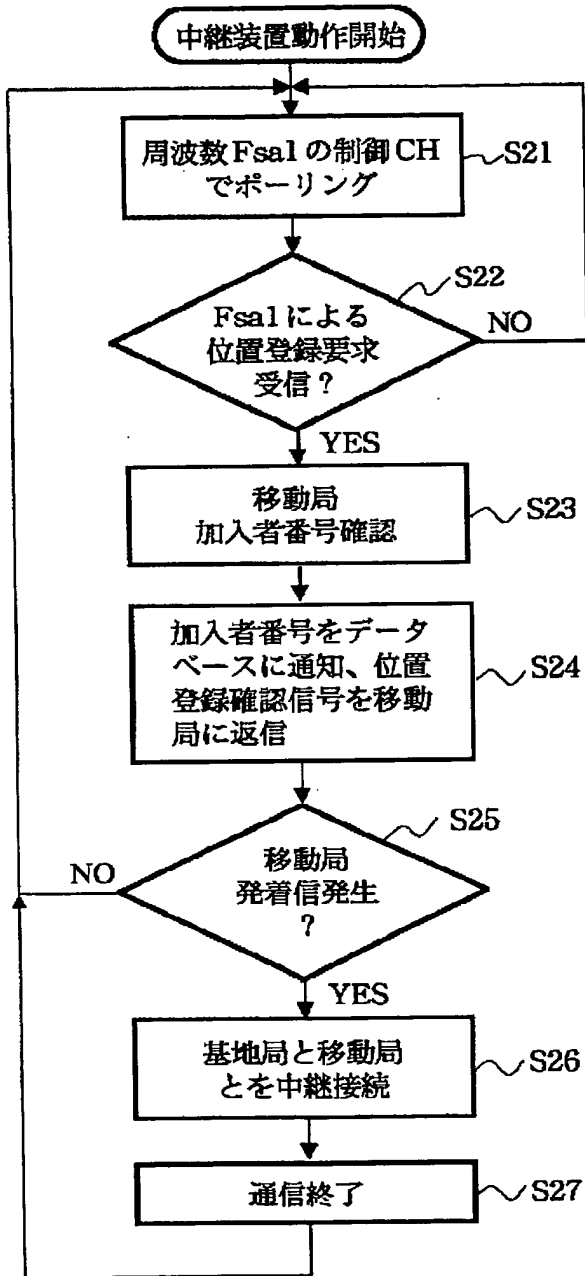 中継装置動作開始
周波数Fsa1の制御CH
でポーリング
S21
Fsa1による
位置登録要求
受信?
S22
NO
YES
移動局
加入者番号確認
S23
加入者番号をデータ
ベースに通知、位置
登録確認信号を移動
局に返信
S24
移動局
発着信発生
?
S25
NO
YES
基地局と移動局
とを中継接続
S26
通信終了
S27